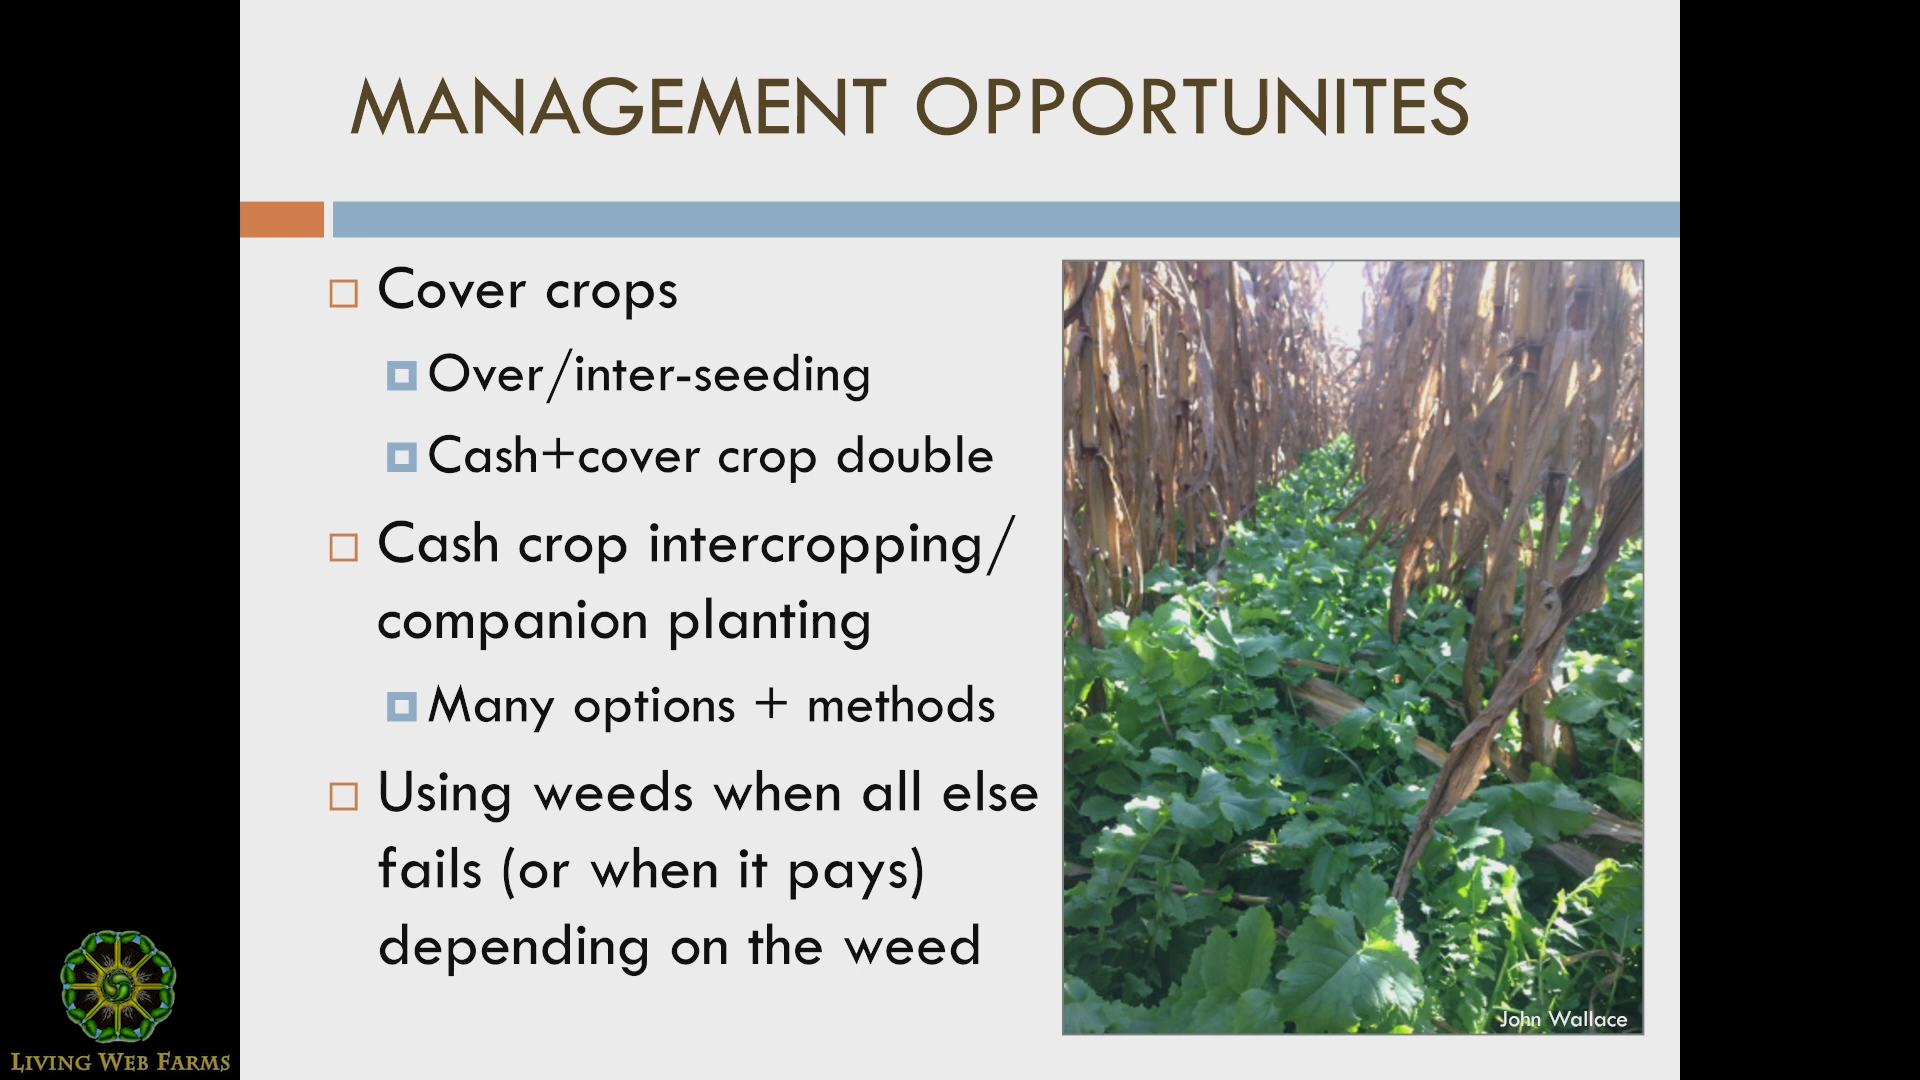 MANAGEMENT OPPORTUNITES
Cover crops
Over/inter-seeding
Cash+cover crop double
Cash crop intercropping/
companion planting
Many options + methods
Using weeds when all else
fails (or when it pays)
depending on the weed
John Wallace
LIVING WEB FARMS